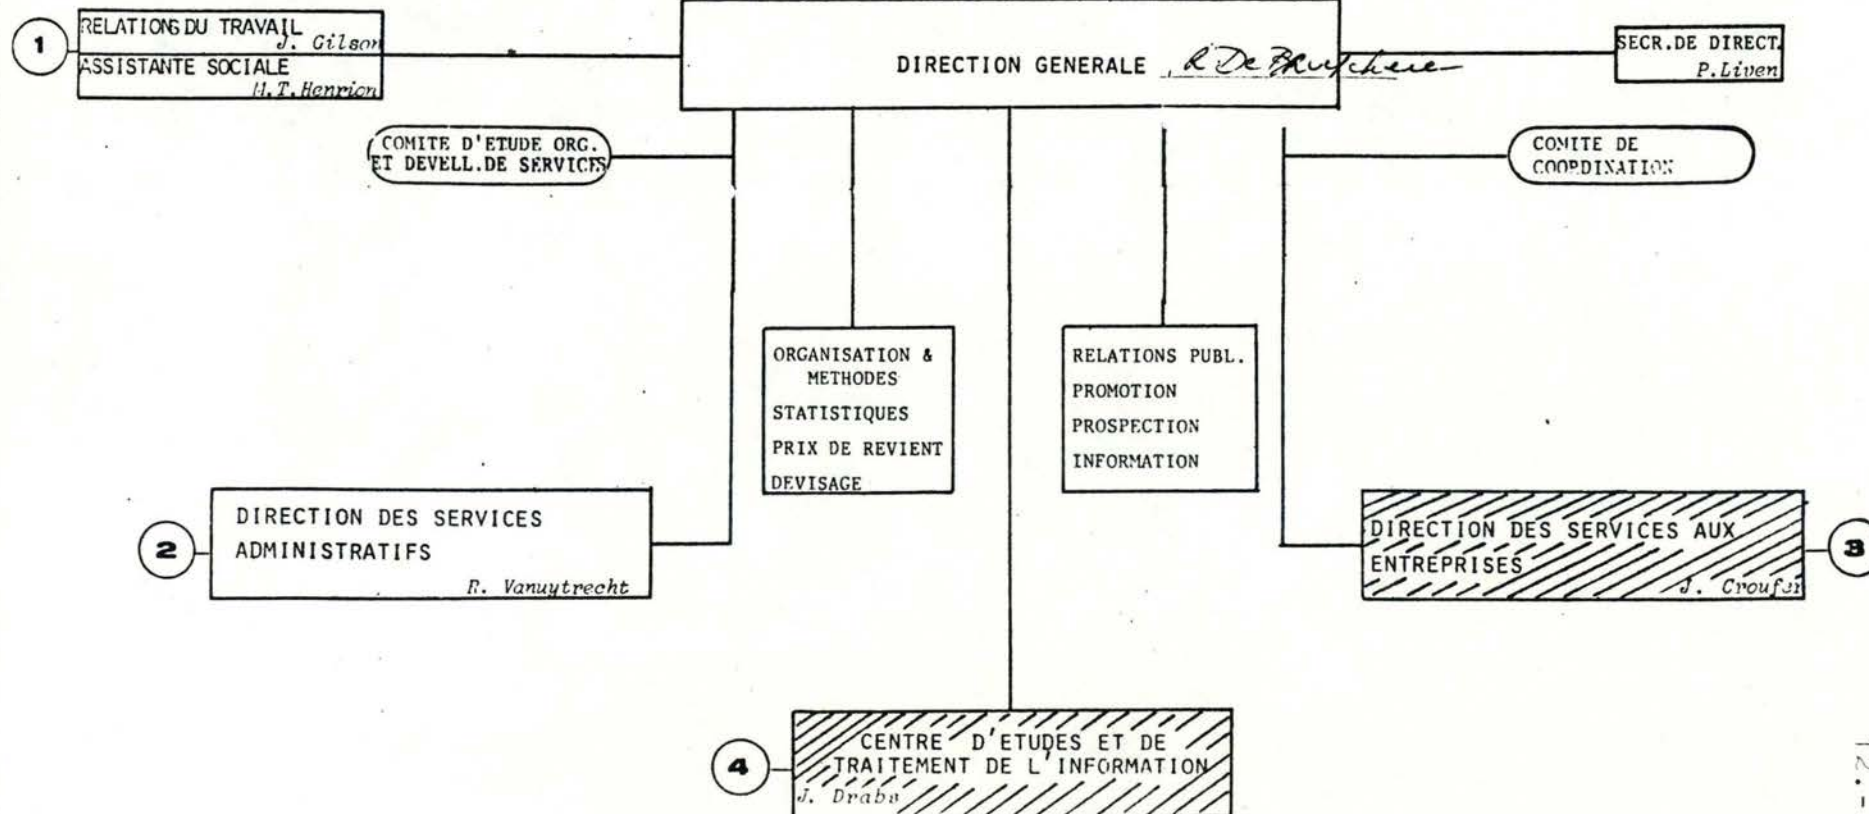 1
RELATIONS DU TRAVAIL
J. Gilson
ASSISTANTE SOCIALE
M.T. Henrion
DIRECTION GENERALE
SECR.DE DIRECT.
P.Liven
COMITE D'ETUDE ORG.
ET DEVELL.DE SERVICES
COMITE DE
COORDINATION
ORGANISATION &
METHODES
STATISTIQUES
PRIX DE REVIENT
DEVISAGE
RELATIONS PUBL.
PROMOTION
PROSPECTION
INFORMATION
2
DIRECTION DES SERVICES
ADMINISTRATIFS
R. Vanuytrecht
DIRECTION DES SERVICES AUX
ENTREPRISES
J. Croufer
3
4
CENTRE D'ETUDES ET DE
TRAITEMENT DE L'INFORMATION
J. Drabs
12.-